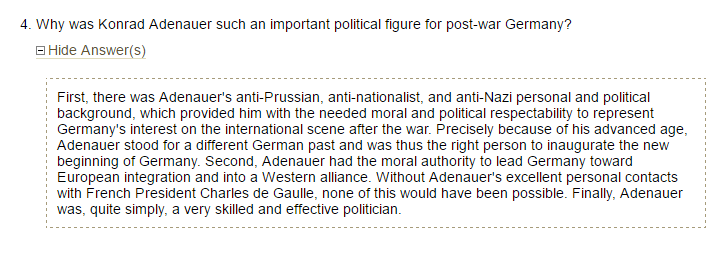 4. Why was Konrad Adenauer such an important political figure for post-war Germany?
Hide Answer(s)
First, there was Adenauer's anti-Prussian, anti-nationalist, and anti-Nazi personal and political
background, which provided him with the needed moral and political respectability to represent
Germany's interest on the international scene after the war. Precisely because of his advanced age,
Adenauer stood for a different German past and was thus the right person to inaugurate the new
beginning of Germany. Second, Adenauer had the moral authority to lead Germany toward
European integration and into a Western alliance. Without Adenauer's excellent personal contacts
with French President Charles de Gaulle, none of this would have been possible. Finally, Adenauer
was, quite simply, a very skilled and effective politician.